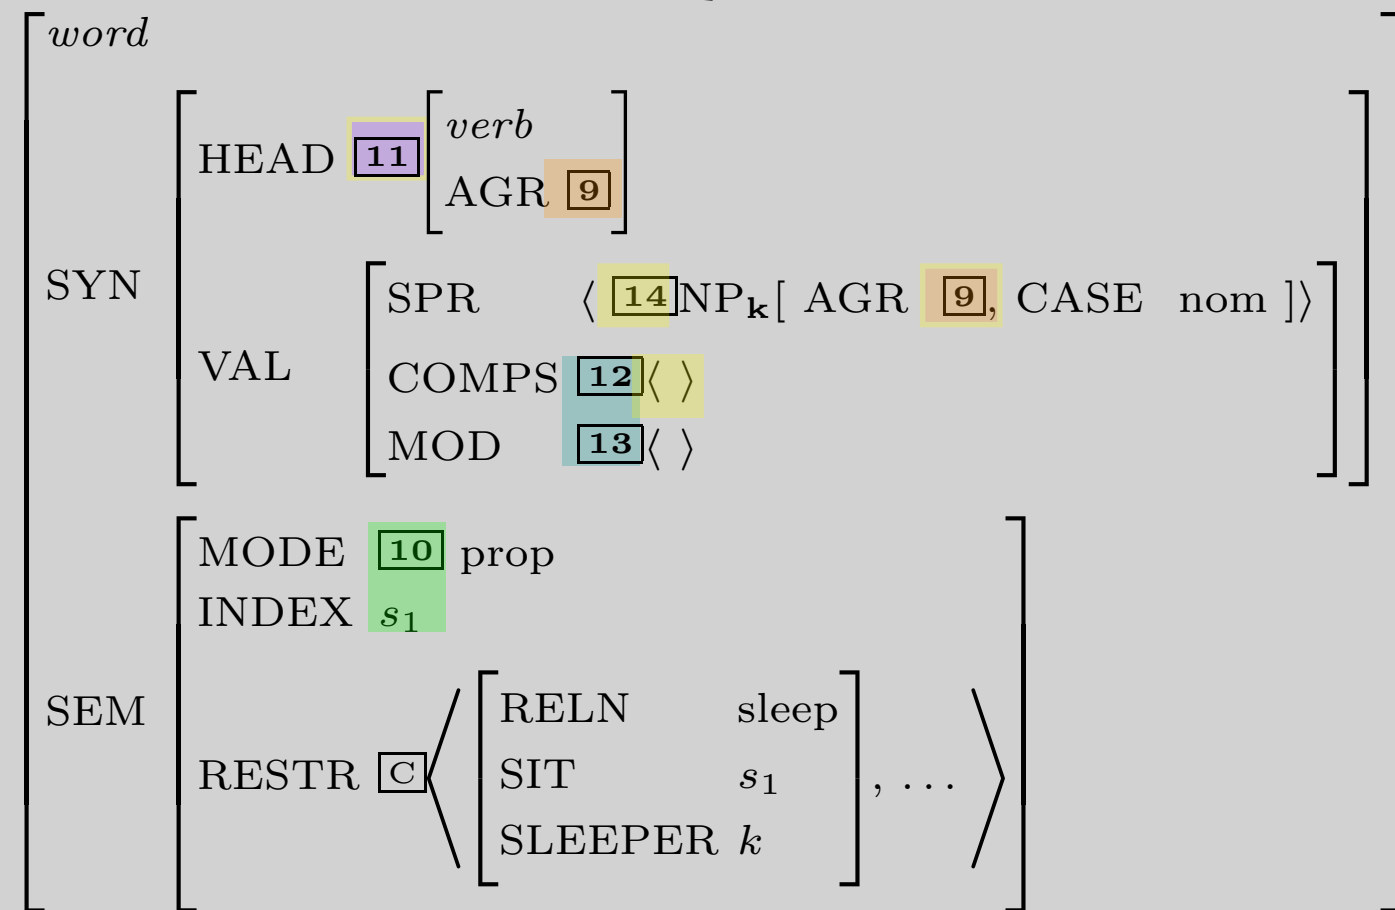 word
HEAD 11 verb
AGR 9
SYN
SPR ⟨ 14 NPk[ AGR 9, CASE nom ]⟩
VAL
COMPS 12 ⟨ ⟩
MOD 13 ⟨ ⟩
MODE 10 prop
INDEX s1
SEM
RELN sleep
RESTR C ⟨ SIT s1 , ... ⟩
SLEEPER k